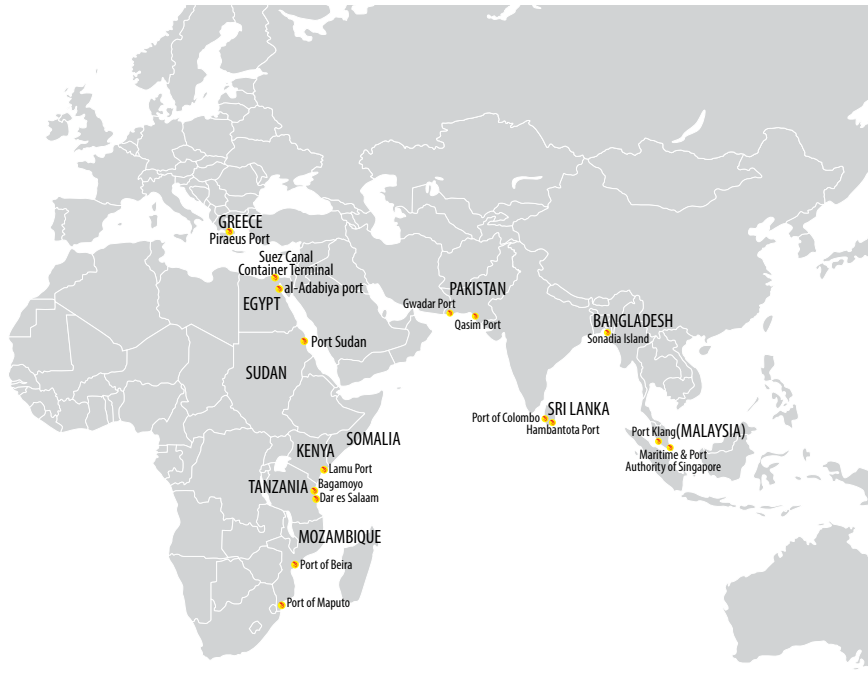 GREECE
Piraeus Port
Suez Canal
Container Terminal
al-Adabiya port
EGYPT
Port Sudan
SUDAN
PAKISTAN
Gwadar Port
Qasim Port
BANGLADESH
Sonadia Island
SRI LANKA
Port of Colombo
Hambantota Port
Port Klang (MALAYSIA)
Maritime & Port
Authority of Singapore
SOMALIA
KENYA
Lamu Port
TANZANIA
Bagamoyo
Dar es Salaam
MOZAMBIQUE
Port of Beira
Port of Maputo